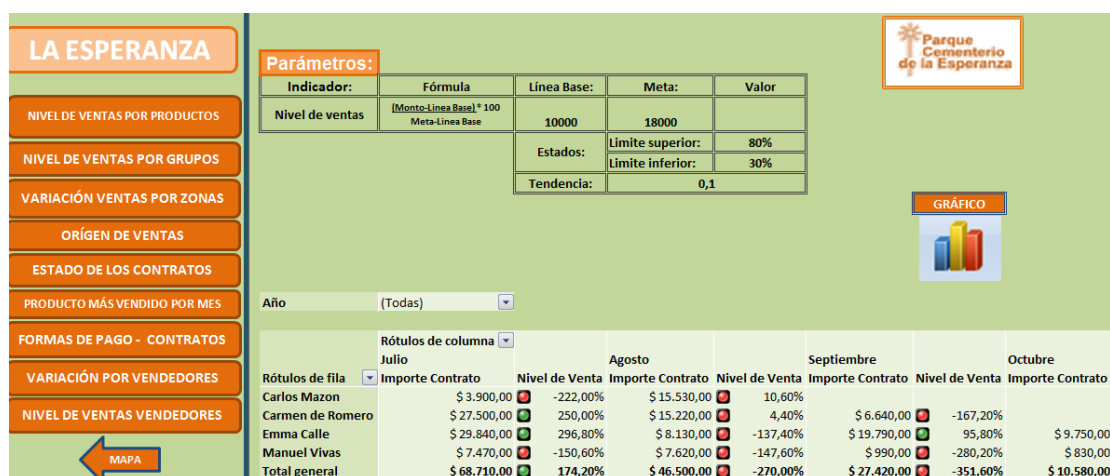 LA ESPERANZA
NIVEL DE VENTAS POR PRODUCTOS
NIVEL DE VENTAS POR GRUPOS
VARIACIÓN VENTAS POR ZONAS
ORÍGEN DE VENTAS
ESTADO DE LOS CONTRATOS
PRODUCTO MÁS VENDIDO POR MES
FORMAS DE PAGO - CONTRATOS
VARIACIÓN POR VENDEDORES
NIVEL DE VENTAS VENDEDORES
MAPA
Parque
Cementerio
de la Esperanza
Parámetros:
Indicador: Fórmula Línea Base: Meta: Valor
Nivel de ventas (Monto-Linea Base)* 100
Meta-Linea Base 10000 18000
Estados: Limite superior: 80%
Limite inferior: 30%
Tendencia: 0,1
GRÁFICO
Año (Todas)
Rótulos de columna
Julio Agosto Septiembre Octubre
Rótulos de fila Importe Contrato Nivel de Venta Importe Contrato Nivel de Venta Importe Contrato Nivel de Venta Importe Contrato
Carlos Mazon $ 3.900,00 -222,00% $ 15.530,00 10,60%
Carmen de Romero $ 27.500,00 250,00% $ 15.220,00 4,40% $ 6.640,00 -167,20%
Emma Calle $ 29.840,00 296,80% $ 8.130,00 -137,40% $ 19.790,00 95,80% $ 9.750,00
Manuel Vivas $ 7.470,00 -150,60% $ 7.620,00 -147,60% $ 990,00 -280,20% $ 830,00
Total general $ 68.710,00 174,20% $ 46.500,00 -270,00% $ 27.420,00 -351,60% $ 10.580,00